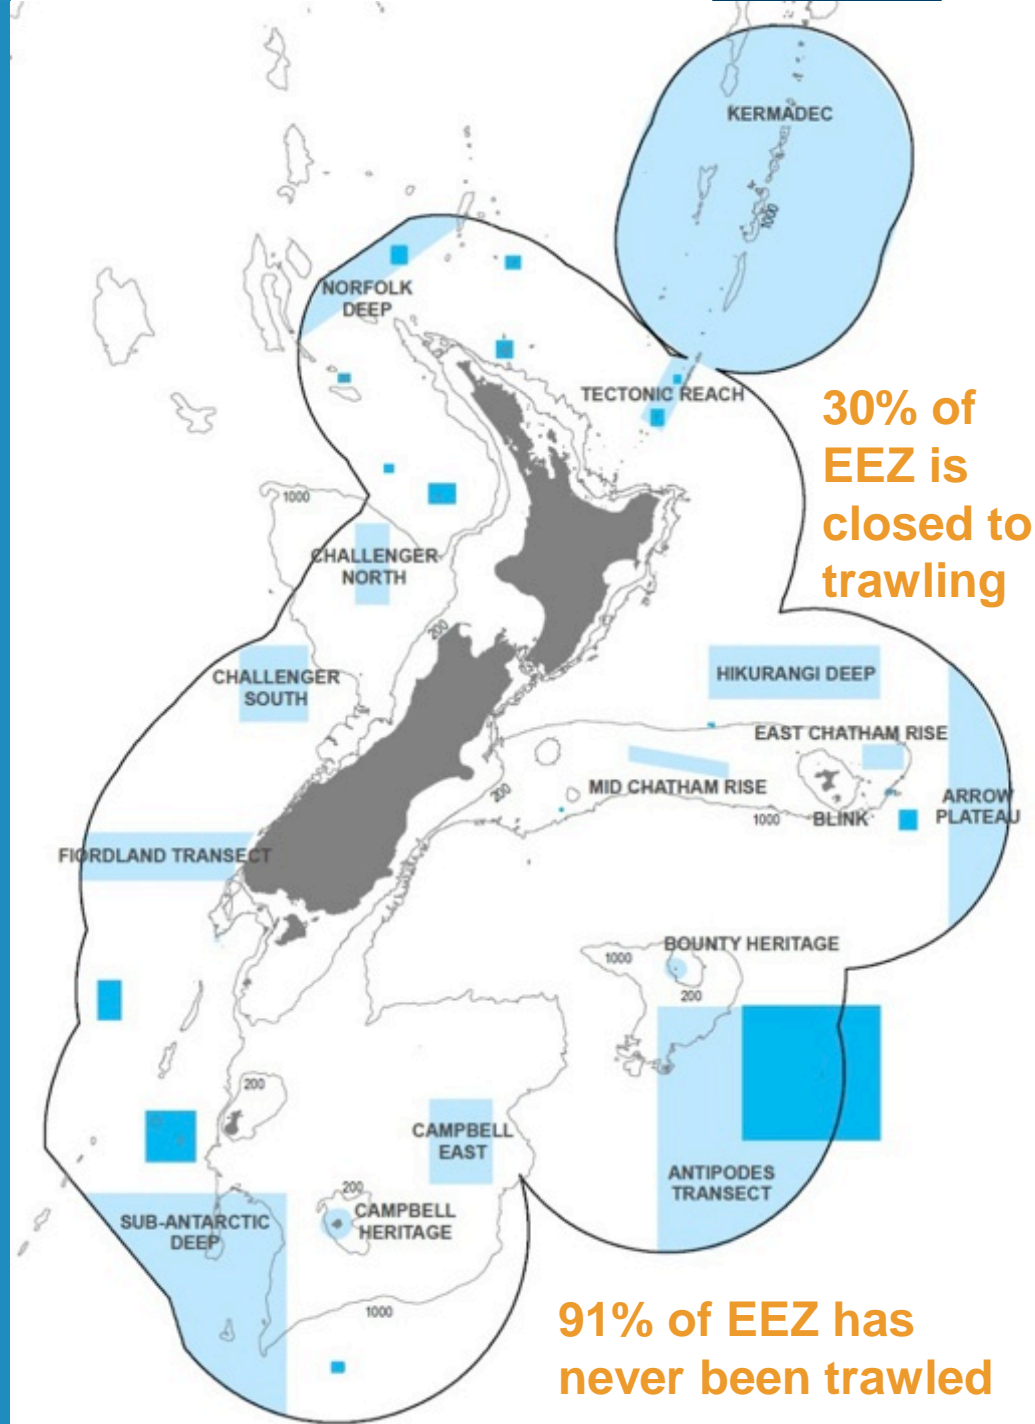 KERMADEC
1000
NORFOLK
DEEP
TECTONIC REACH
30% of
EEZ is
closed to
trawling
1000
CHALLENGER
NORTH
200
CHALLENGER
SOUTH
HIKURANGI DEEP
EAST CHATHAM RISE
MID CHATHAM RISE
200
1000
BLINK
ARROW
PLATEAU
FIORDLAND TRANSECT
BOUNTY HERITAGE
1000
200
200
CAMPBELL
EAST
ANTIPODES
TRANSECT
200
CAMPBELL
HERITAGE
SUB-ANTARCTIC
DEEP
1000
91% of EEZ has
never been trawled